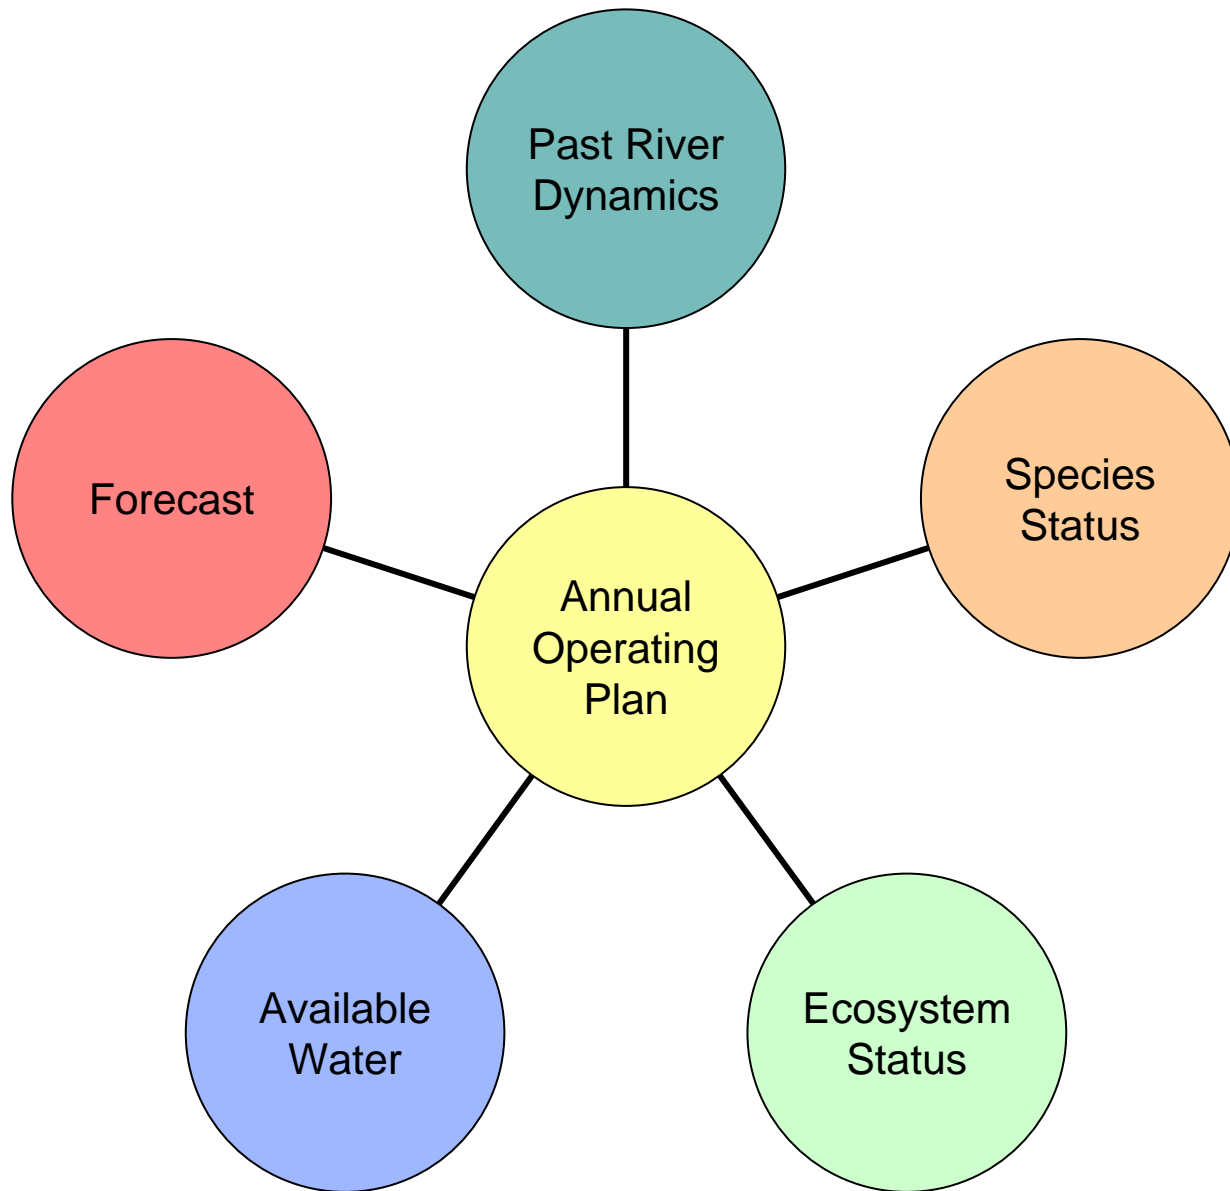 Past River
Dynamics
Forecast
Species
Status
Annual
Operating
Plan
Available
Water
Ecosystem
Status